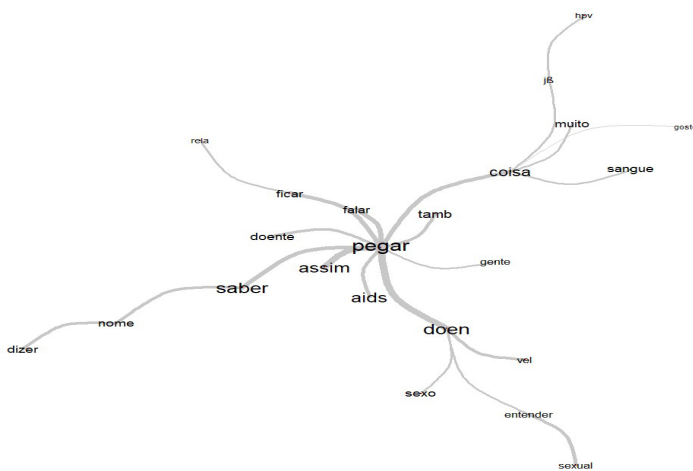 hpv
jß
muito
gost
rela
coisa
sangue
ficar
falar
tamb
doente
pegar
gente
assim
saber
aids
nome
doen
dizer
vel
sexo
entender
sexual